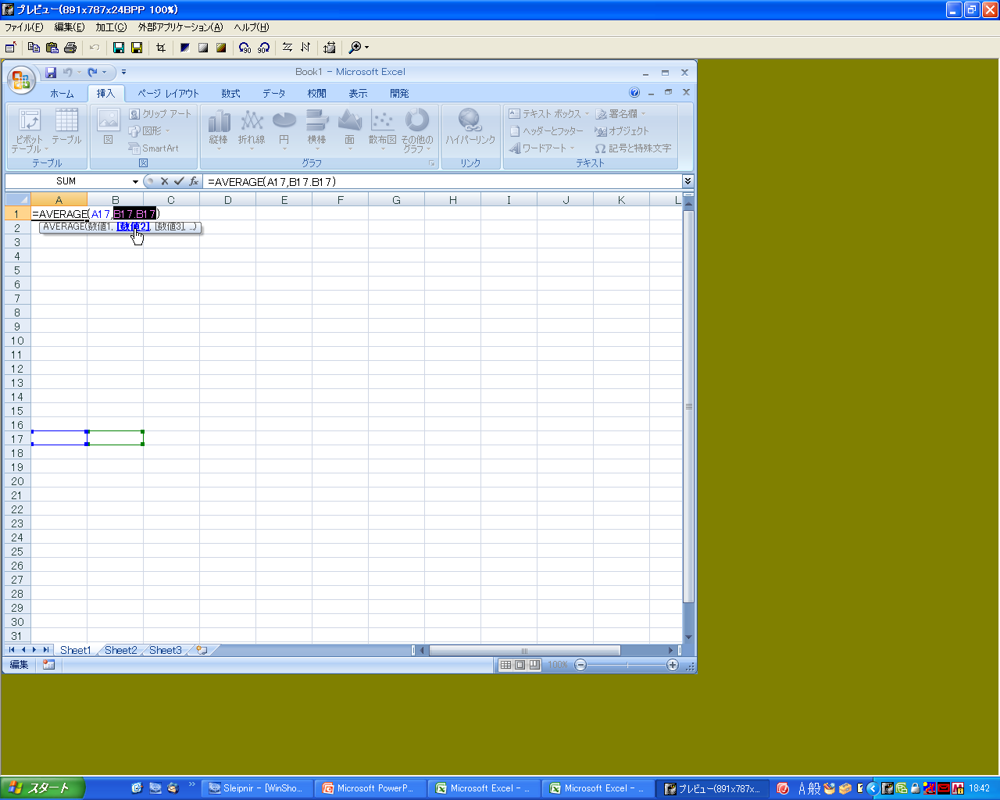 プレビュー(891x787x24BPP 100%)
ファイル(F) 編集(E) 加工(C) 外部アプリケーション(A) ヘルプ(H)
90 90
Book1 - Microsoft Excel
ホーム 挿入 ページ レイアウト 数式 データ 校閲 表示 開発
ピボット
テーブル
テーブル
図
クリップ アート
図形
SmartArt
縦棒 折れ線 円 横棒 面 散布図 その他の
グラフ
ハイパーリンク
テキスト ボックス
ヘッダーとフッター
ワードアート
署名欄
オブジェクト
Ω 記号と特殊文字
テーブル 図 グラフ リンク テキスト
SUM fx =AVERAGE(A17,B17.B17)
A B C D E F G H I J K L
1 =AVERAGE(A17,B17.B17)
2 AVERAGE(数値1, [数値2], [数値3], ...)
3
4
5
6
7
8
9
10
11
12
13
14
15
16
17
18
19
20
21
22
23
24
25
26
27
28
29
30
31
Sheet1 Sheet2 Sheet3
編集 100%
スタート Sleipnir - [WinSho... Microsoft PowerP... Microsoft Excel - ... Microsoft Excel - ... プレビュー(891x787x... A 般 18:42